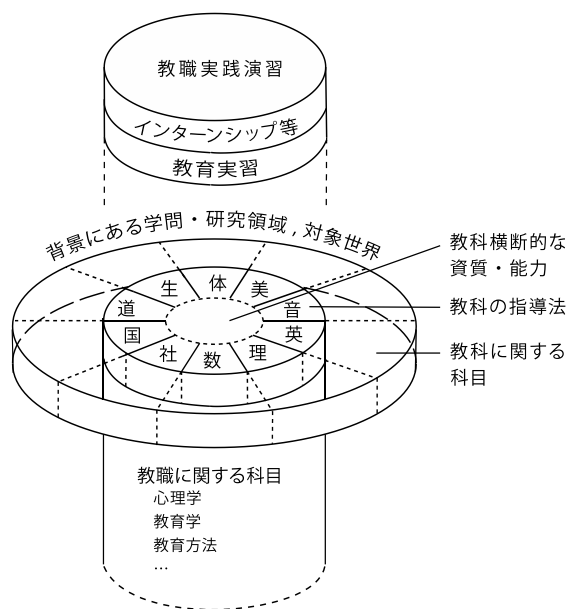 教職実践演習
インターンシップ等
教育実習
背景にある学問・研究領域,対象世界
教科横断的な
資質・能力
体
生
美
道
音
教科の指導法
国
英
社
数
理
教科に関する
科目
教職に関する科目
心理学
教育学
教育方法
…